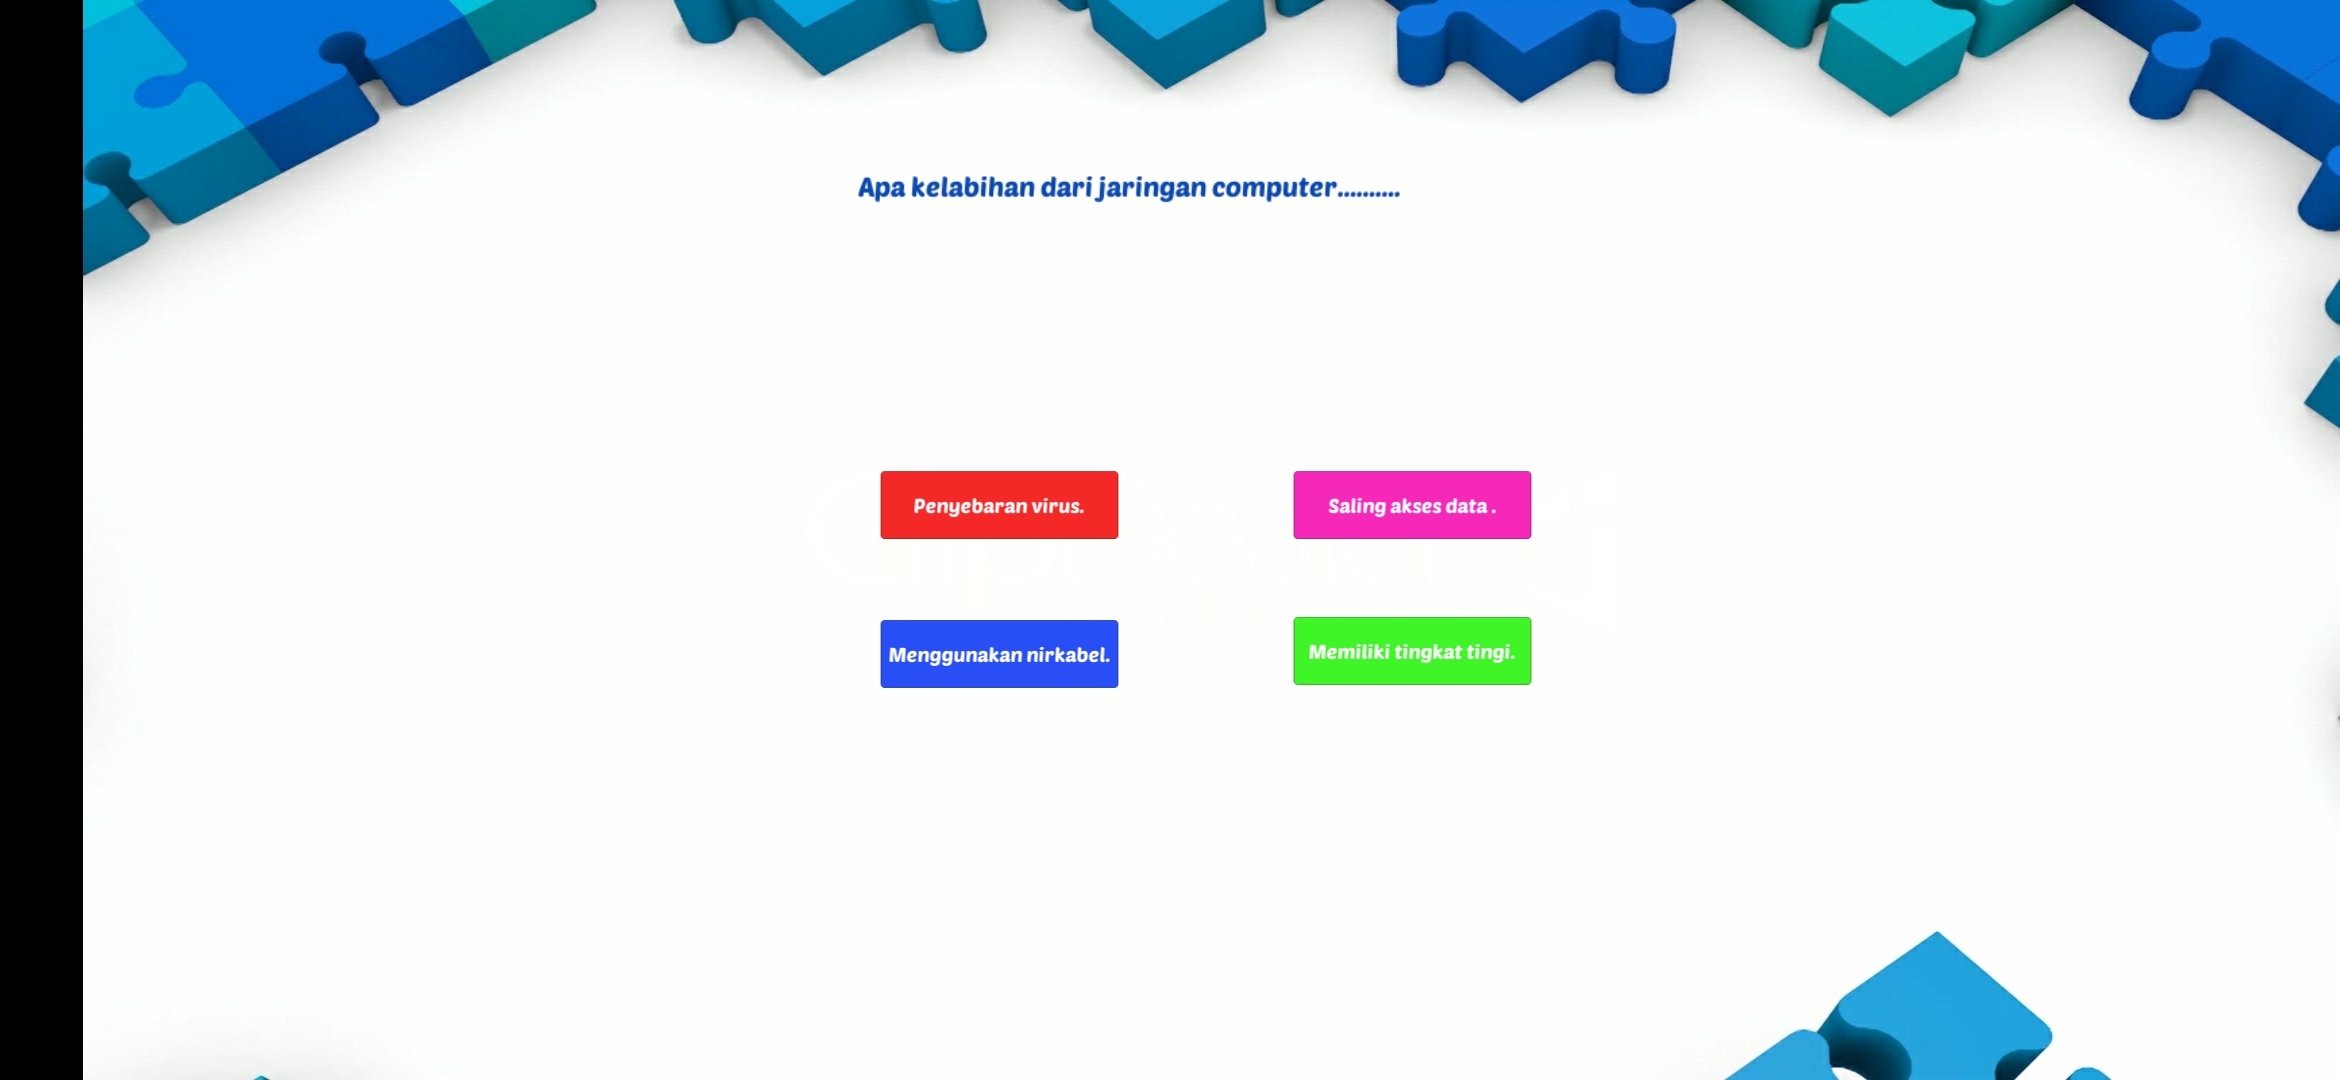 Apa kelabihan dari jaringan computer..........
Penyebaran virus.
Saling akses data .
Menggunakan nirkabel.
Memiliki tingkat tingi.